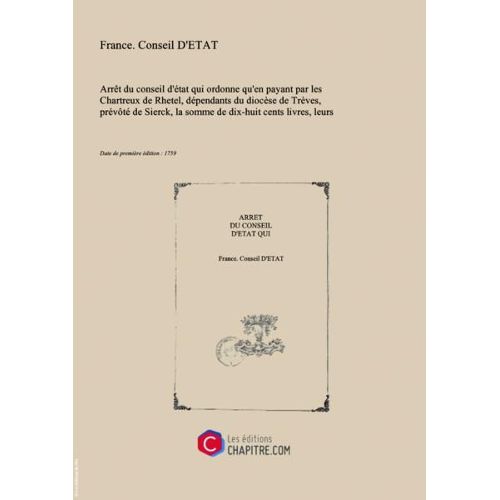 France. Conseil D'ETAT
Arrêt du conseil d'état qui ordonne qu'en payant par les
Chartreux de Rhetel, dépendants du diocèse de Trèves,
prévôté de Sierck, la somme de dix-huit cents livres, leurs
Date de première édition : 1759
ARRET
DU CONSEIL
D'ETAT QUI
France. Conseil D'ETAT
Les éditions
CHAPITRE.COM